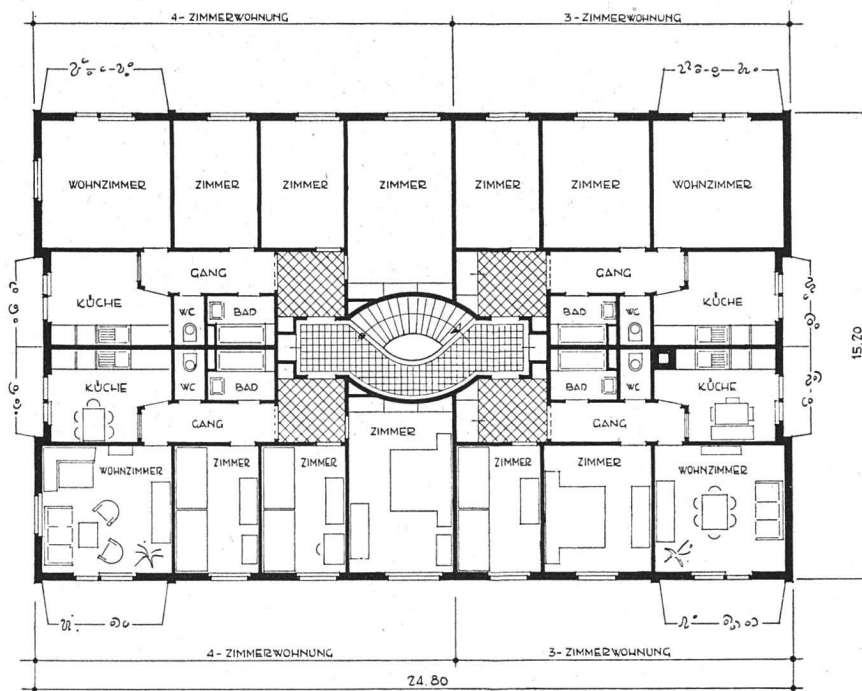 4-ZIMMERWOHNUNG 3-ZIMMERWOHNUNG
WOHNZIMMER ZIMMER ZIMMER ZIMMER ZIMMER ZIMMER WOHNZIMMER
GANG GANG
KÜCHE WC BAD BAD WC KÜCHE
15.20
KÜCHE WC BAD BAD WC KÜCHE
GANG ZIMMER GANG
WOHNZIMMER ZIMMER ZIMMER ZIMMER ZIMMER WOHNZIMMER
4-ZIMMERWOHNUNG 3-ZIMMERWOHNUNG
24.80